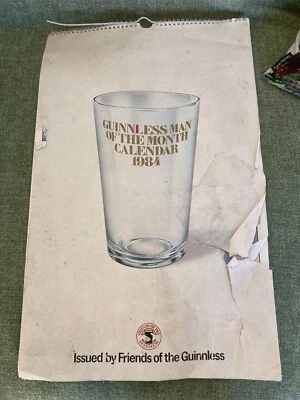 GUINNLESS MAN
OF THE MONTH
CALENDAR
1984
Issued by Friends of the Guinnless